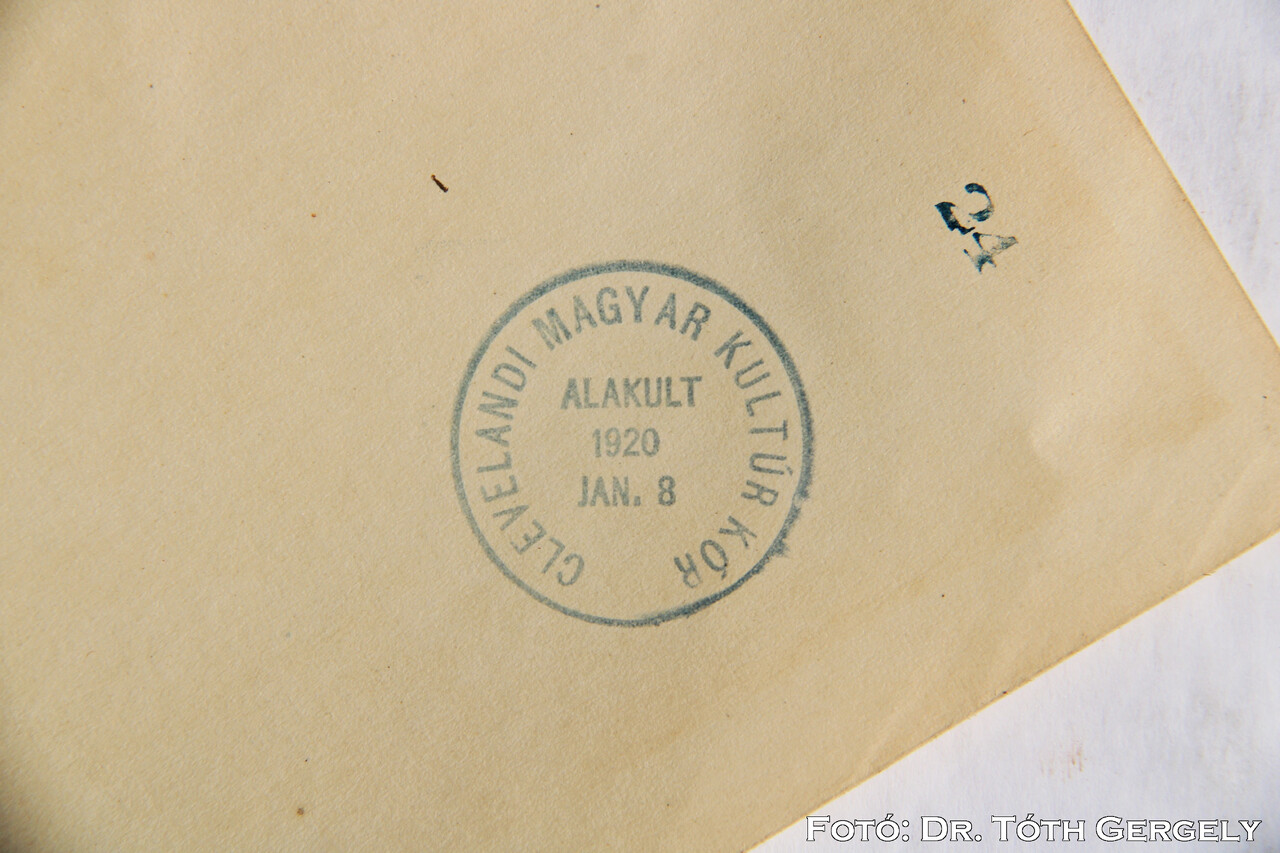 24
CLEVELANDI MAGYAR KULTÚR KÖR
ALAKULT
1920
JAN. 8
FOTÓ: DR. TÓTH GERGELY